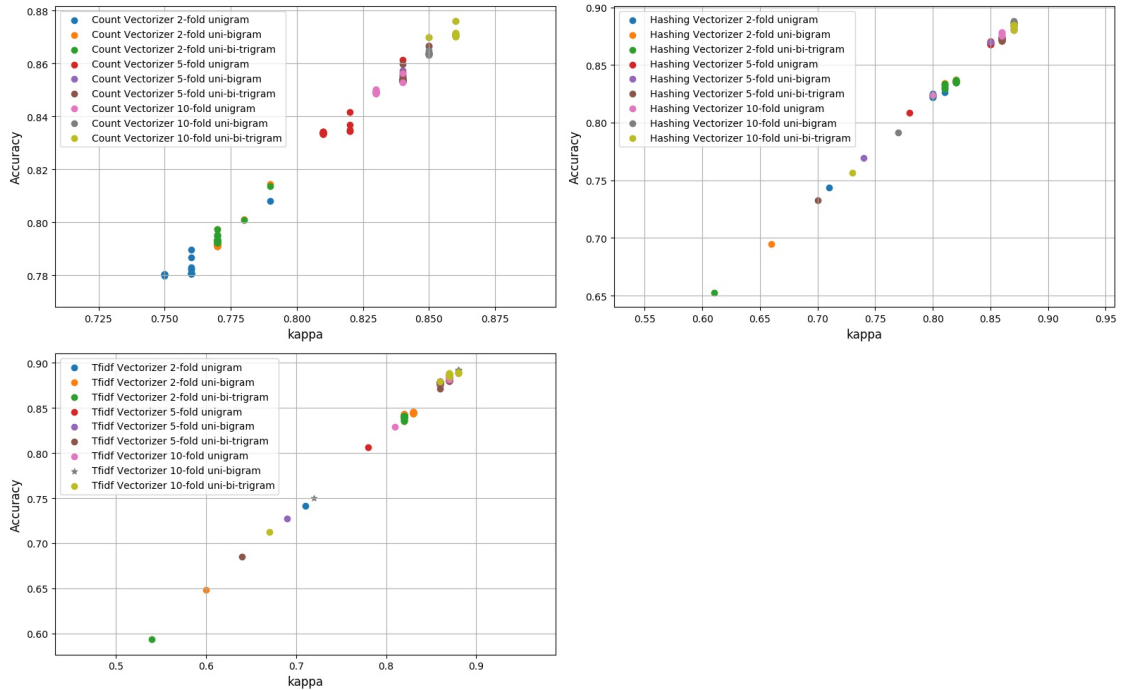 0.88
0.86
0.84
0.82
0.80
0.78
Accuracy
Count Vectorizer 2-fold unigram
Count Vectorizer 2-fold uni-bigram
Count Vectorizer 2-fold uni-bi-trigram
Count Vectorizer 5-fold unigram
Count Vectorizer 5-fold uni-bigram
Count Vectorizer 5-fold uni-bi-trigram
Count Vectorizer 10-fold unigram
Count Vectorizer 10-fold uni-bigram
Count Vectorizer 10-fold uni-bi-trigram
0.725 0.750 0.775 0.800 0.825 0.850 0.875
kappa
0.90
0.85
0.80
0.75
0.70
0.65
Accuracy
Hashing Vectorizer 2-fold unigram
Hashing Vectorizer 2-fold uni-bigram
Hashing Vectorizer 2-fold uni-bi-trigram
Hashing Vectorizer 5-fold unigram
Hashing Vectorizer 5-fold uni-bigram
Hashing Vectorizer 5-fold uni-bi-trigram
Hashing Vectorizer 10-fold unigram
Hashing Vectorizer 10-fold uni-bigram
Hashing Vectorizer 10-fold uni-bi-trigram
0.55 0.60 0.65 0.70 0.75 0.80 0.85 0.90 0.95
kappa
0.90
0.85
0.80
0.75
0.70
0.65
0.60
Accuracy
Tfidf Vectorizer 2-fold unigram
Tfidf Vectorizer 2-fold uni-bigram
Tfidf Vectorizer 2-fold uni-bi-trigram
Tfidf Vectorizer 5-fold unigram
Tfidf Vectorizer 5-fold uni-bigram
Tfidf Vectorizer 5-fold uni-bi-trigram
Tfidf Vectorizer 10-fold unigram
Tfidf Vectorizer 10-fold uni-bigram
Tfidf Vectorizer 10-fold uni-bi-trigram
0.5 0.6 0.7 0.8 0.9
kappa